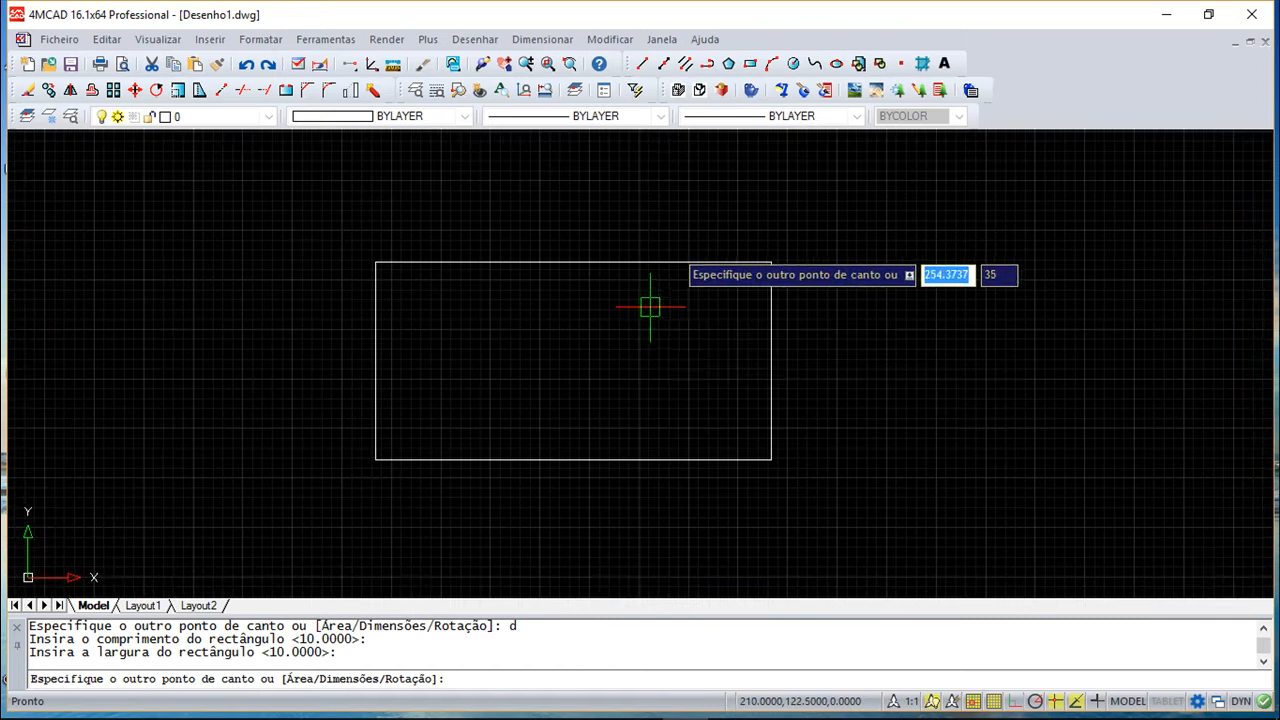 4MCAD 16.1x64 Professional - [Desenho1.dwg]
Ficheiro Editar Visualizar Inserir Formatar Ferramentas Render Plus Desenhar Dimensionar Modificar Janela Ajuda
0 BYLAYER BYLAYER BYLAYER BYCOLOR
Especifique o outro ponto de canto ou 254.3737 35
Y
X
Model Layout1 Layout2
Especifique o outro ponto de canto ou [Área/Dimensões/Rotação]: d
Insira o comprimento do rectângulo <10.0000>:
Insira a largura do rectângulo <10.0000>:
Especifique o outro ponto de canto ou [Área/Dimensões/Rotação]:
Pronto 210.0000,122.5000,0.0000 1:1 MODEL TABLET DYN